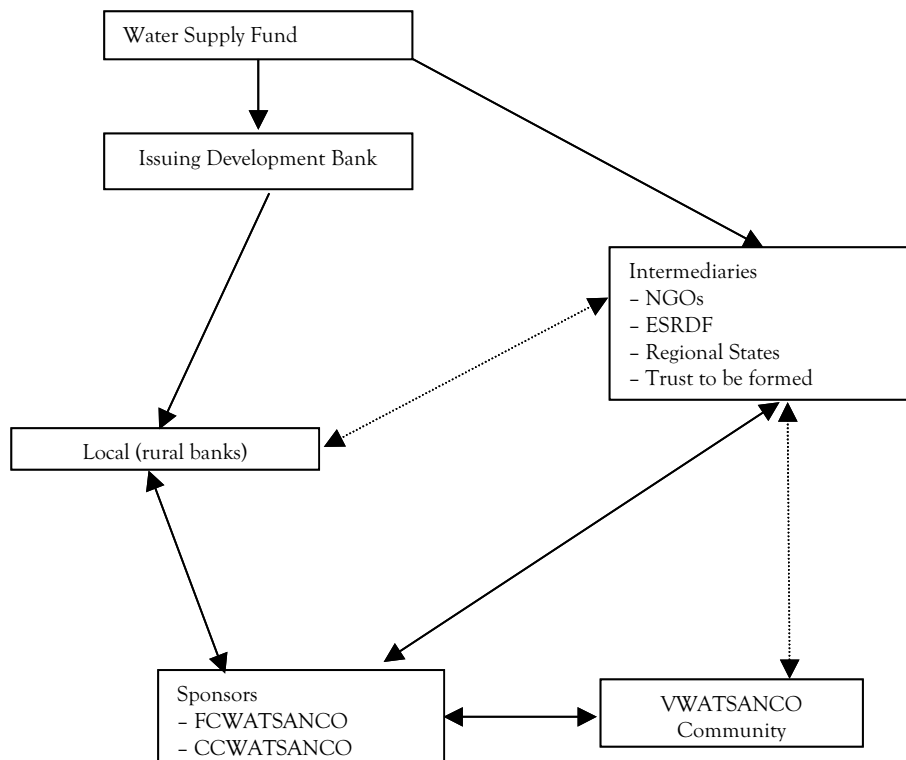 Water Supply Fund
Issuing Development Bank
Intermediaries
– NGOs
– ESRDF
– Regional States
– Trust to be formed
Local (rural banks)
Sponsors
– FCWATSANCO
– CCWATSANCO
VWATSANCO
Community